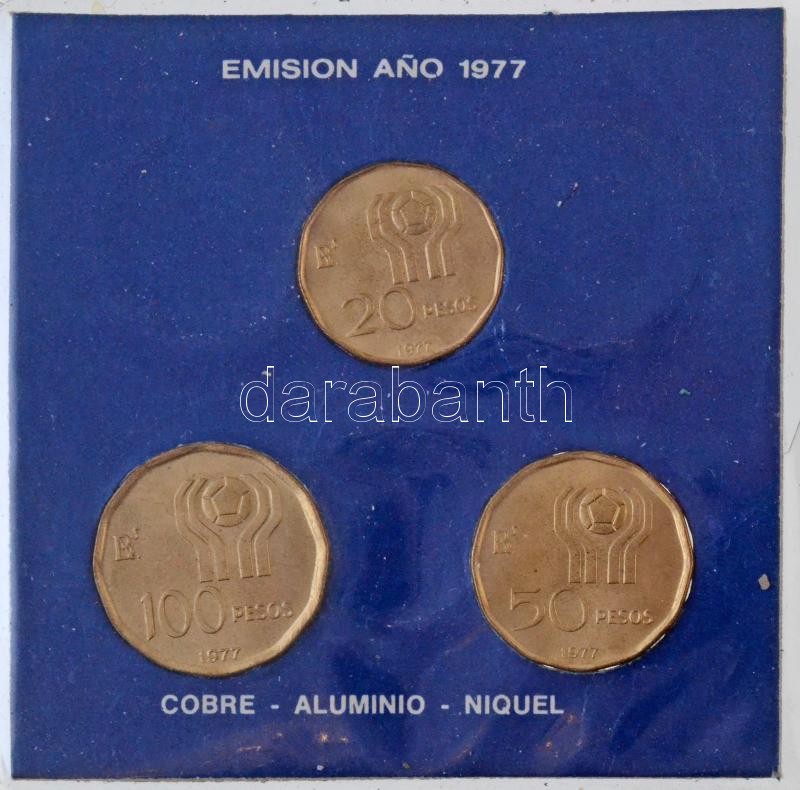 EMISION AÑO 1977
20 PESOS
1977
darabanth
100 PESOS
1977
50 PESOS
1977
COBRE - ALUMINIO - NIQUEL